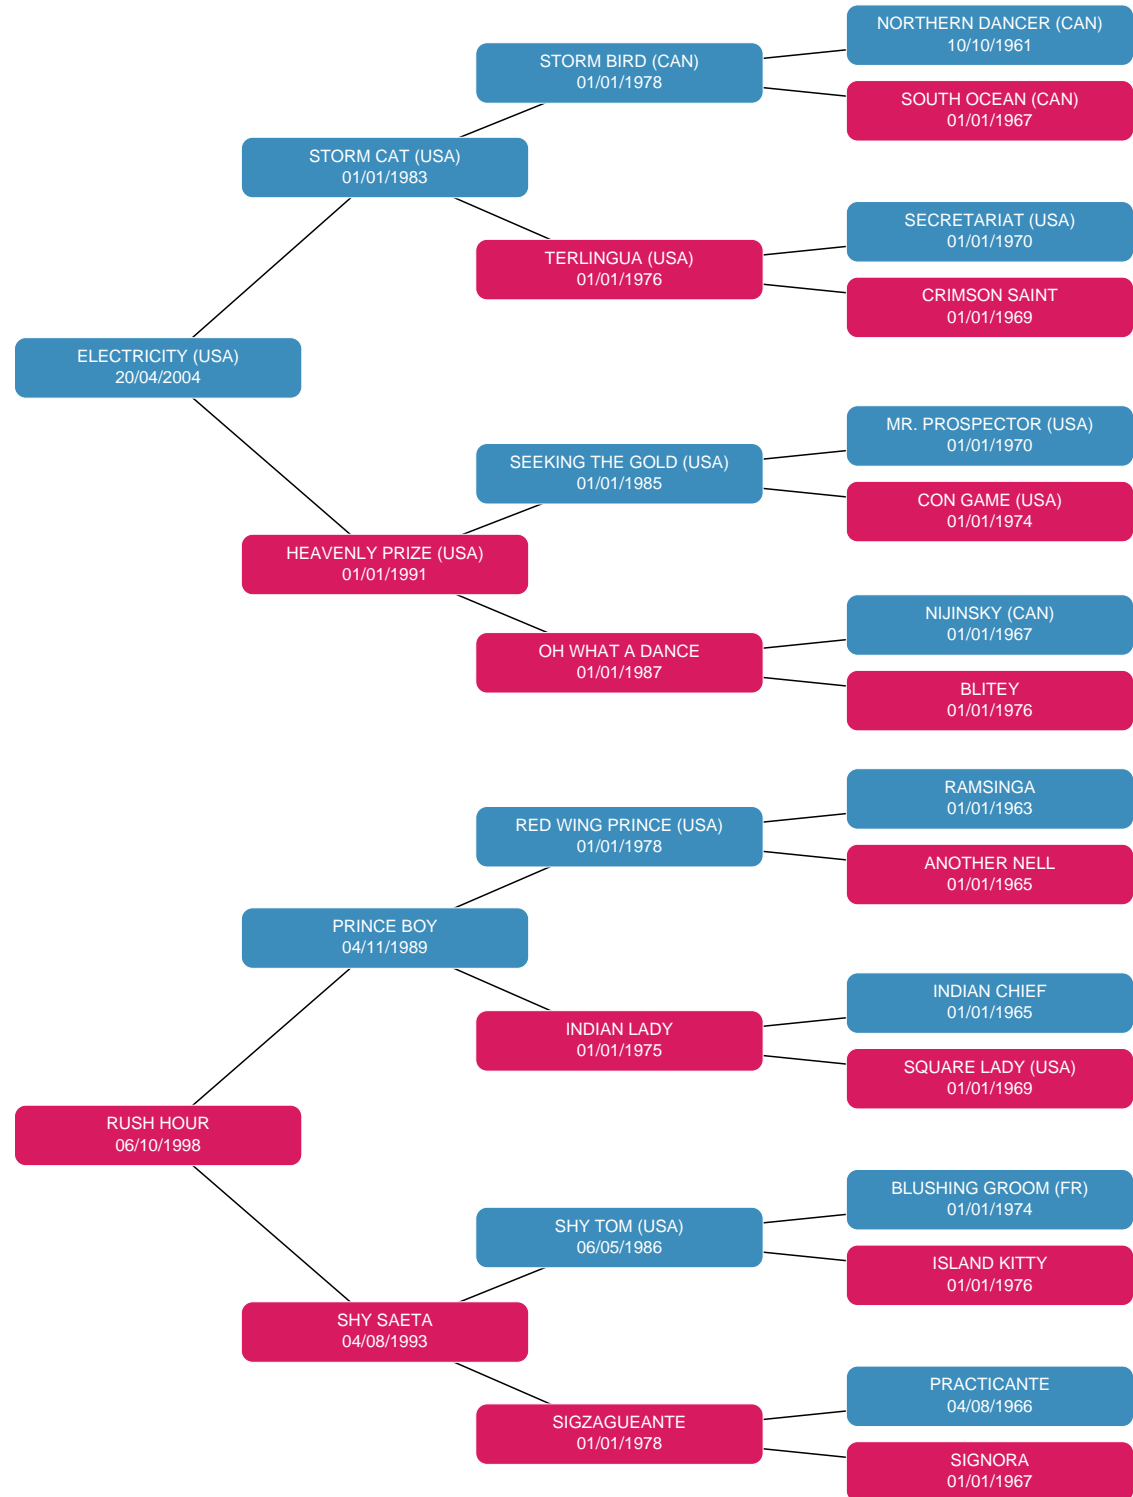 NORTHERN DANCER (CAN)
10/10/1961
STORM BIRD (CAN)
01/01/1978
SOUTH OCEAN (CAN)
01/01/1967
STORM CAT (USA)
01/01/1983
SECRETARIAT (USA)
01/01/1970
TERLINGUA (USA)
01/01/1976
CRIMSON SAINT
01/01/1969
ELECTRICITY (USA)
20/04/2004
MR. PROSPECTOR (USA)
01/01/1970
SEEKING THE GOLD (USA)
01/01/1985
CON GAME (USA)
01/01/1974
HEAVENLY PRIZE (USA)
01/01/1991
NIJINSKY (CAN)
01/01/1967
OH WHAT A DANCE
01/01/1987
BLITEY
01/01/1976
RAMSINGA
01/01/1963
RED WING PRINCE (USA)
01/01/1978
ANOTHER NELL
01/01/1965
PRINCE BOY
04/11/1989
INDIAN CHIEF
01/01/1965
INDIAN LADY
01/01/1975
SQUARE LADY (USA)
01/01/1969
RUSH HOUR
06/10/1998
BLUSHING GROOM (FR)
01/01/1974
SHY TOM (USA)
06/05/1986
ISLAND KITTY
01/01/1976
SHY SAETA
04/08/1993
PRACTICANTE
04/08/1966
SIGZAGUEANTE
01/01/1978
SIGNORA
01/01/1967